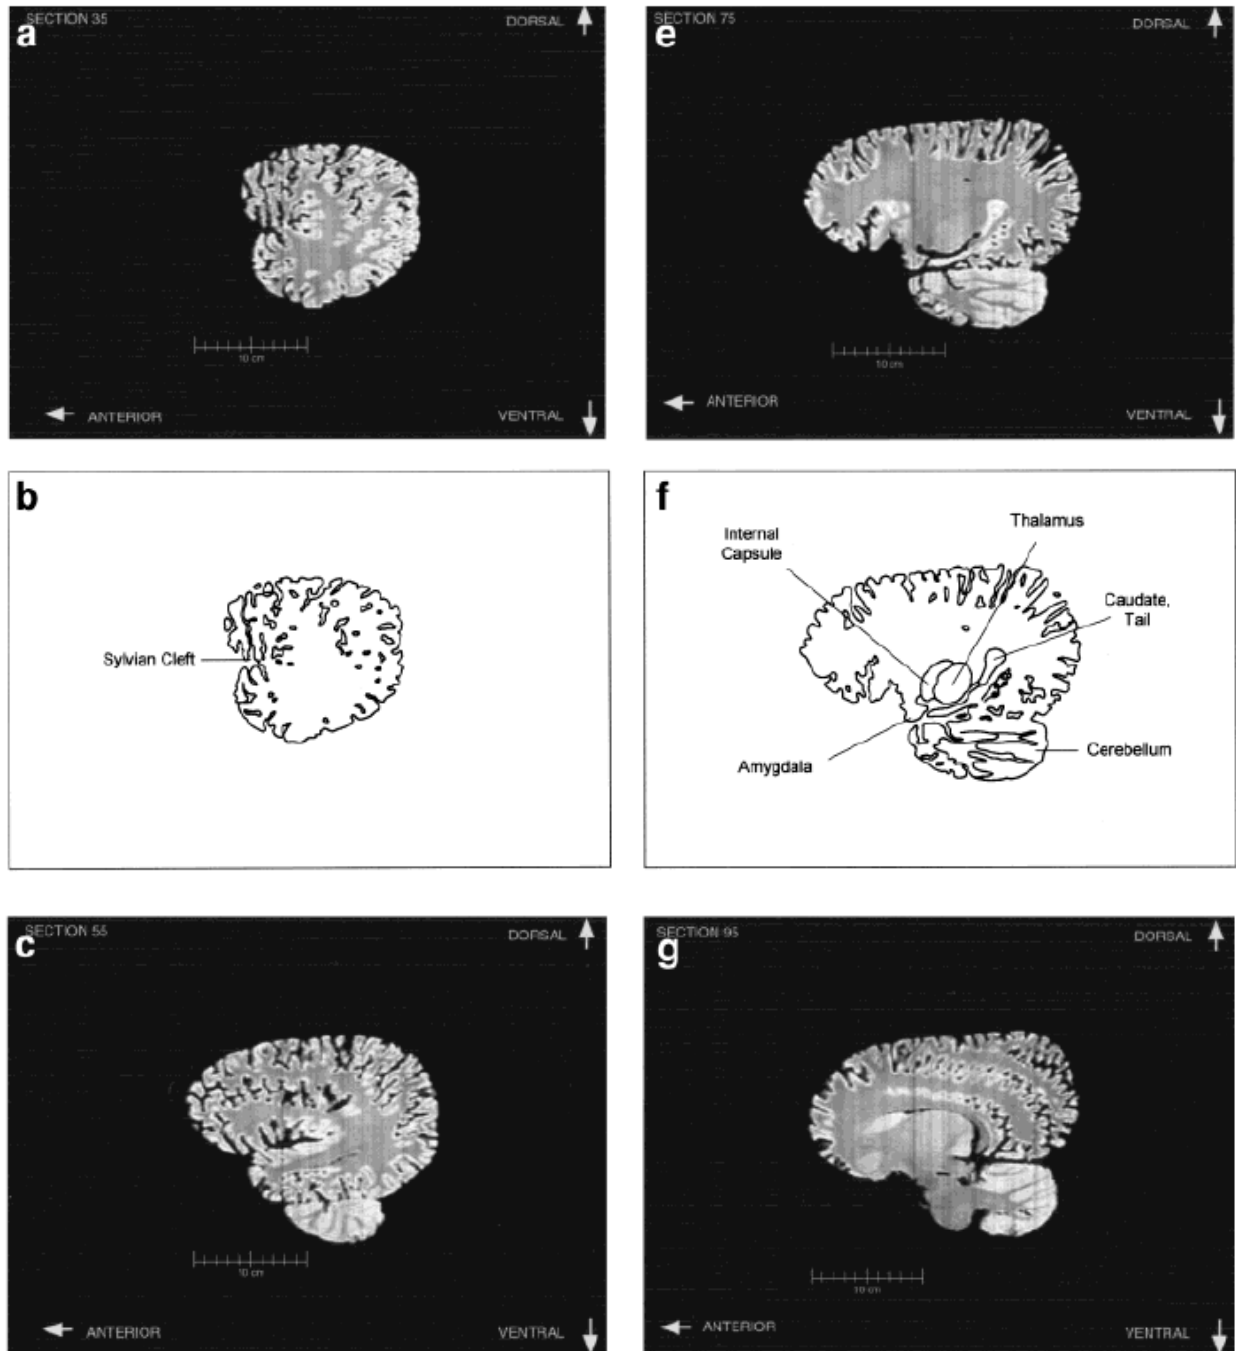 SECTION 35
a
DORSAL
10 cm
ANTERIOR
VENTRAL
SECTION 75
e
DORSAL
10 cm
ANTERIOR
VENTRAL
b
Sylvian Cleft
f
Internal
Capsule
Thalamus
Caudate,
Tail
Amygdala
Cerebellum
SECTION 55
c
DORSAL
10 cm
ANTERIOR
VENTRAL
SECTION 95
g
DORSAL
10 cm
ANTERIOR
VENTRAL